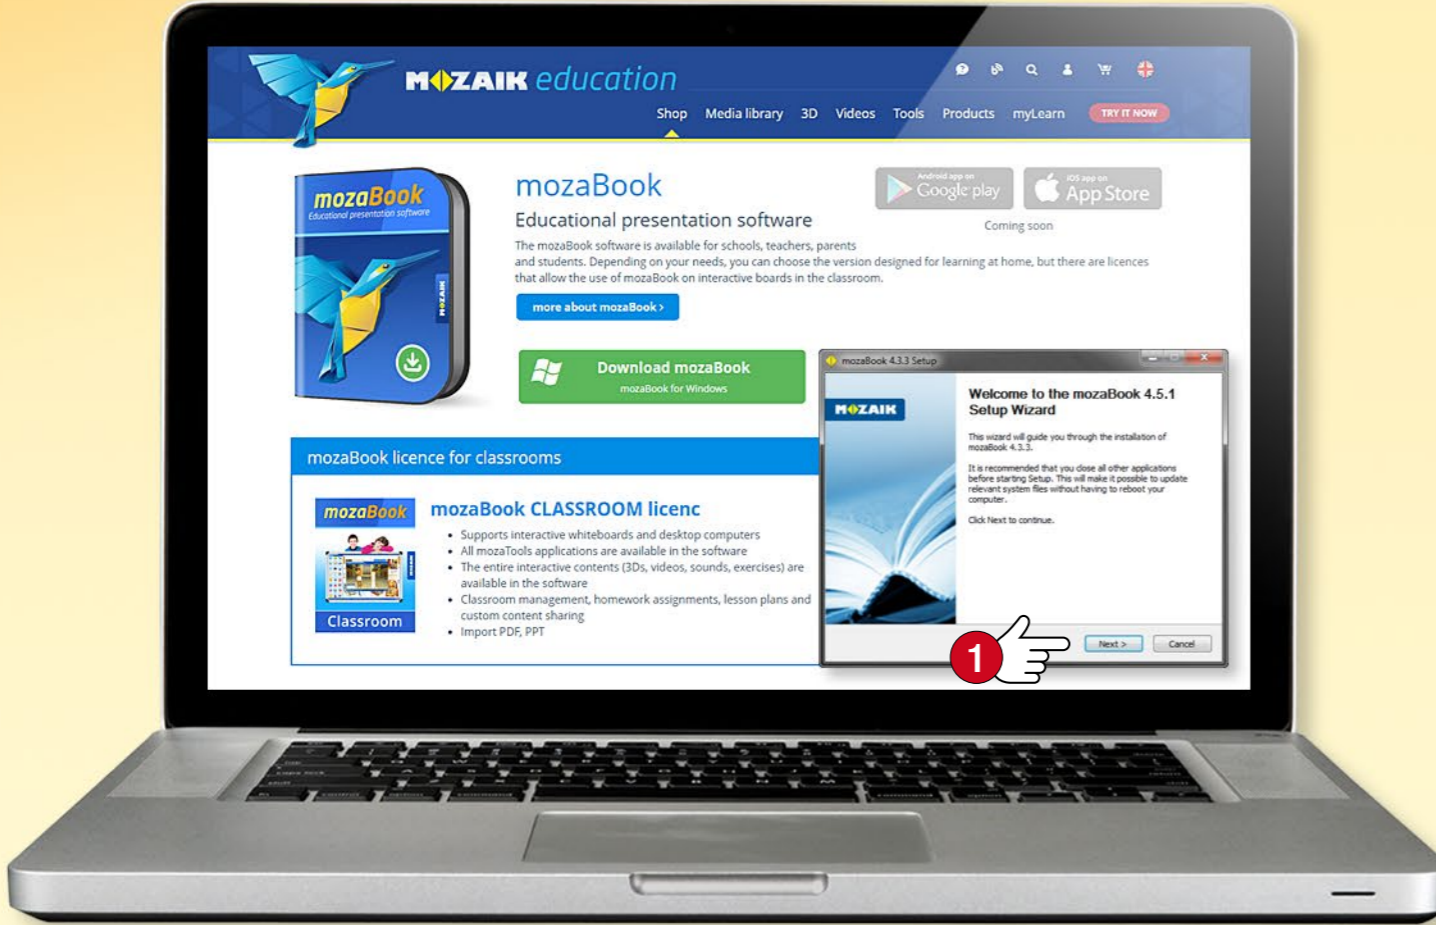 MOZAIK education
Shop Media library 3D Videos Tools Products myLearn TRY IT NOW
mozaBook
Educational presentation software
MOZAIK
mozaBook
Educational presentation software
The mozaBook software is available for schools, teachers, parents
and students. Depending on your needs, you can choose the version designed for learning at home, but there are licences
that allow the use of mozaBook on interactive boards in the classroom.
more about mozaBook >
Android app on
Google play
iOS app on
App Store
Coming soon
Download mozaBook
mozaBook for Windows
mozaBook licence for classrooms
mozaBook
Classroom
mozaBook CLASSROOM licenc
• Supports interactive whiteboards and desktop computers
• All mozaTools applications are available in the software
• The entire interactive contents (3Ds, videos, sounds, exercises) are
available in the software
• Classroom management, homework assignments, lesson plans and
custom content sharing
• Import PDF, PPT
mozaBook 4.3.3 Setup
MOZAIK
Welcome to the mozaBook 4.5.1
Setup Wizard
This wizard will guide you through the installation of
mozaBook 4.3.3.
It is recommended that you close all other applications
before starting Setup. This will make it possible to update
relevant system files without having to reboot your
computer.
Click Next to continue.
1
Next >
Cancel